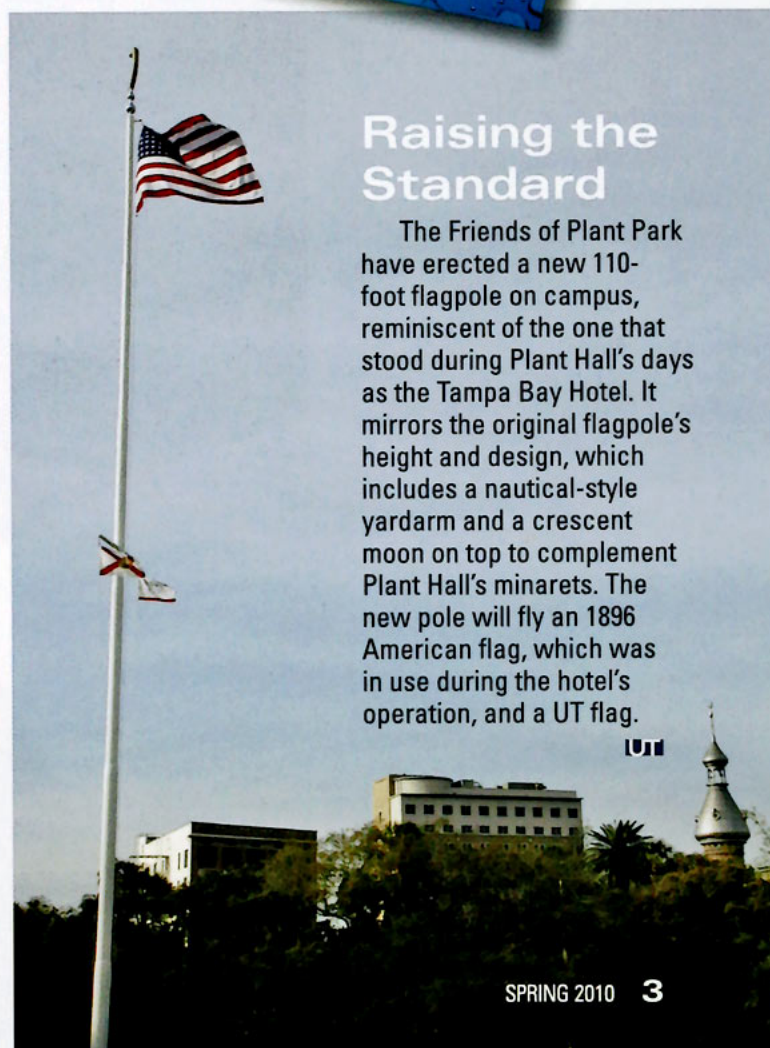 Raising the
Standard
The Friends of Plant Park
have erected a new 110-
foot flagpole on campus,
reminiscent of the one that
stood during Plant Hall's days
as the Tampa Bay Hotel. It
mirrors the original flagpole's
height and design, which
includes a nautical-style
yardarm and a crescent
moon on top to complement
Plant Hall's minarets. The
new pole will fly an 1896
American flag, which was
in use during the hotel's
operation, and a UT flag.
UT
SPRING 2010 3